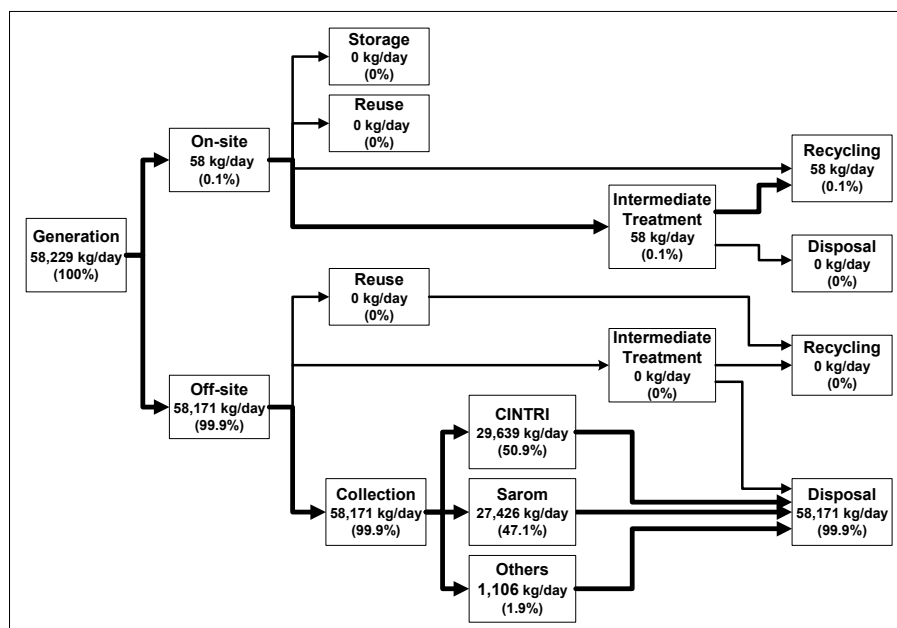 Storage
0 kg/day
(0%)
Reuse
0 kg/day
(0%)
On-site
58 kg/day
(0.1%)
Recycling
58 kg/day
(0.1%)
Intermediate
Treatment
58 kg/day
(0.1%)
Generation
58,229 kg/day
(100%)
Disposal
0 kg/day
(0%)
Reuse
0 kg/day
(0%)
Intermediate
Treatment
0 kg/day
(0%)
Recycling
0 kg/day
(0%)
Off-site
58,171 kg/day
(99.9%)
CINTRI
29,639 kg/day
(50.9%)
Collection
58,171 kg/day
(99.9%)
Sarom
27,426 kg/day
(47.1%)
Disposal
58,171 kg/day
(99.9%)
Others
1,106 kg/day
(1.9%)